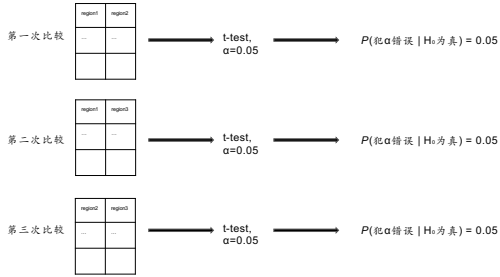 region1 region2
第一次比较 ... ... t-test, P(犯α错误 | H₀为真) = 0.05
α=0.05
region1 region3
第二次比较 ... ... t-test, P(犯α错误 | H₀为真) = 0.05
α=0.05
region2 region3
第三次比较 ... ... t-test, P(犯α错误 | H₀为真) = 0.05
α=0.05